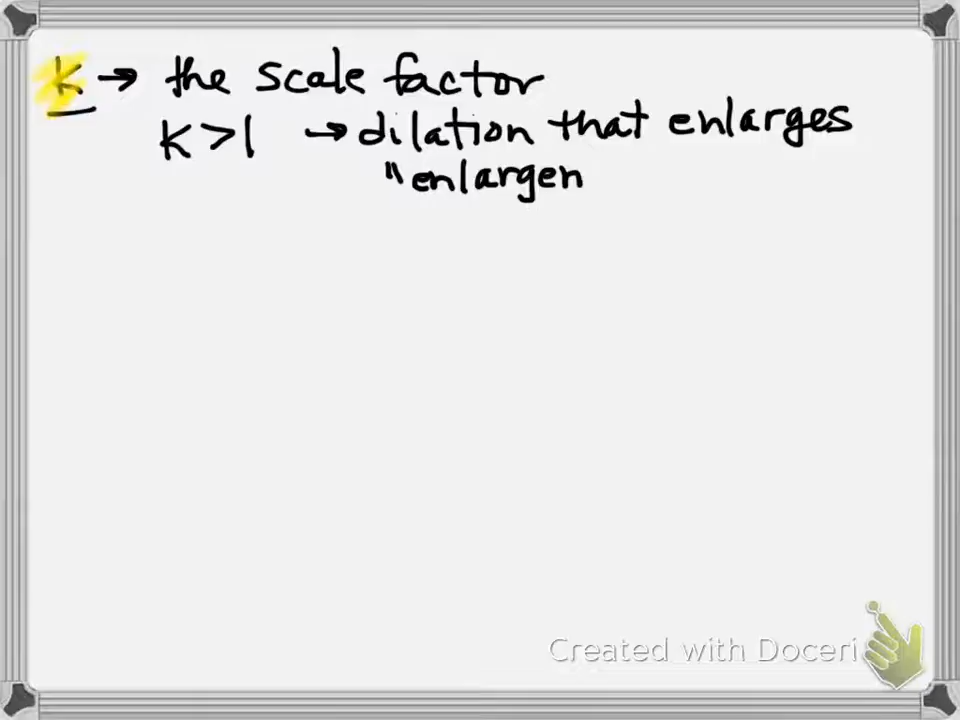 k → the scale factor
k > 1 → dilation that enlarges
"enlargen
Created with Doceri